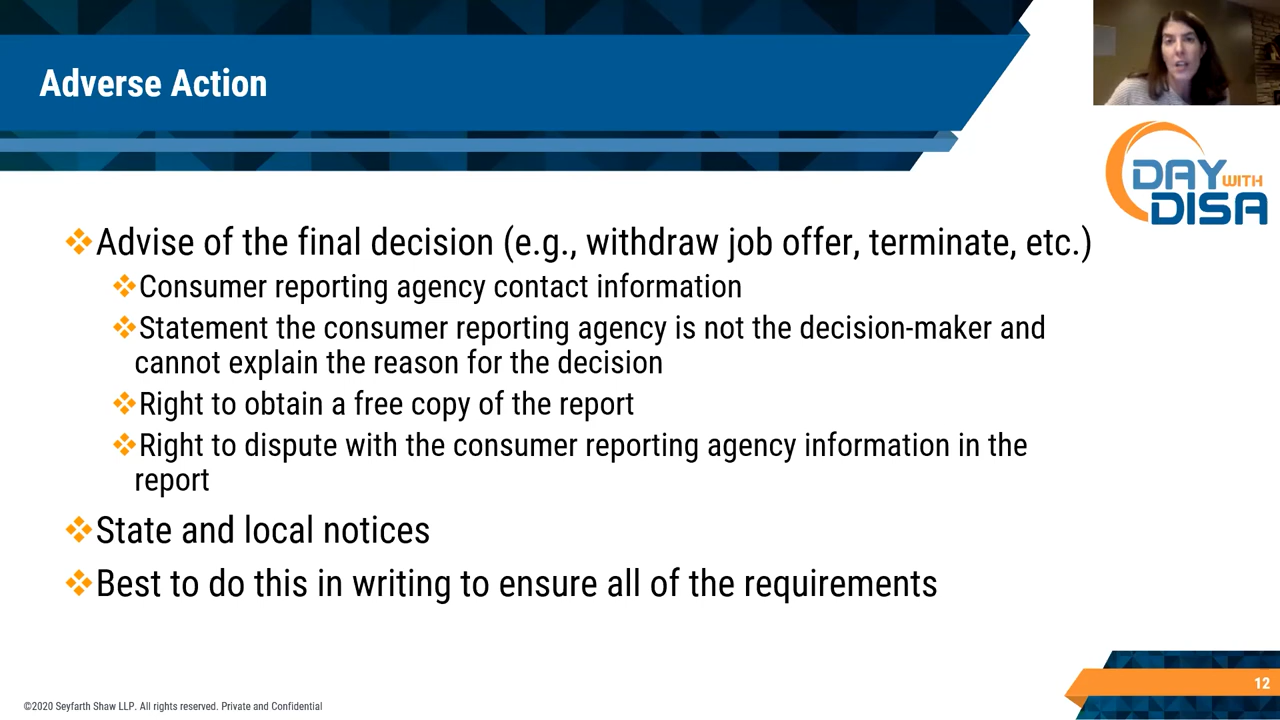 Adverse Action
DAY WITH
DISA
❖Advise of the final decision (e.g., withdraw job offer, terminate, etc.)
❖Consumer reporting agency contact information
❖Statement the consumer reporting agency is not the decision-maker and
cannot explain the reason for the decision
❖Right to obtain a free copy of the report
❖Right to dispute with the consumer reporting agency information in the
report
❖State and local notices
❖Best to do this in writing to ensure all of the requirements
12
©2020 Seyfarth Shaw LLP. All rights reserved. Private and Confidential